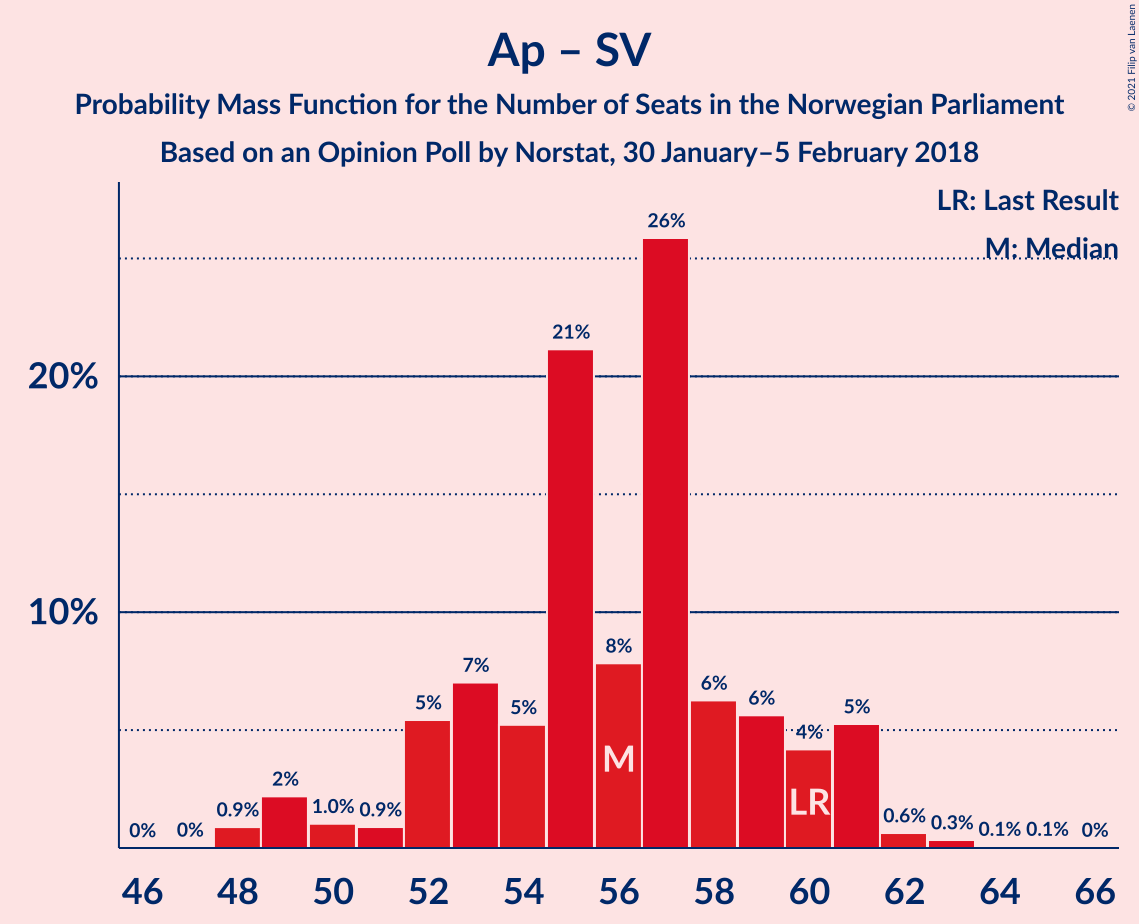 Ap – SV
Probability Mass Function for the Number of Seats in the Norwegian Parliament
Based on an Opinion Poll by Norstat, 30 January–5 February 2018
© 2021 Filip van Laenen
LR: Last Result
M: Median
20%
10%
0%
0%
0.9%
2%
1.0%
0.9%
5%
7%
5%
21%
8%
26%
6%
6%
4%
5%
0.6%
0.3%
0.1%
0.1%
0%
M
LR
46 48 50 52 54 56 58 60 62 64 66